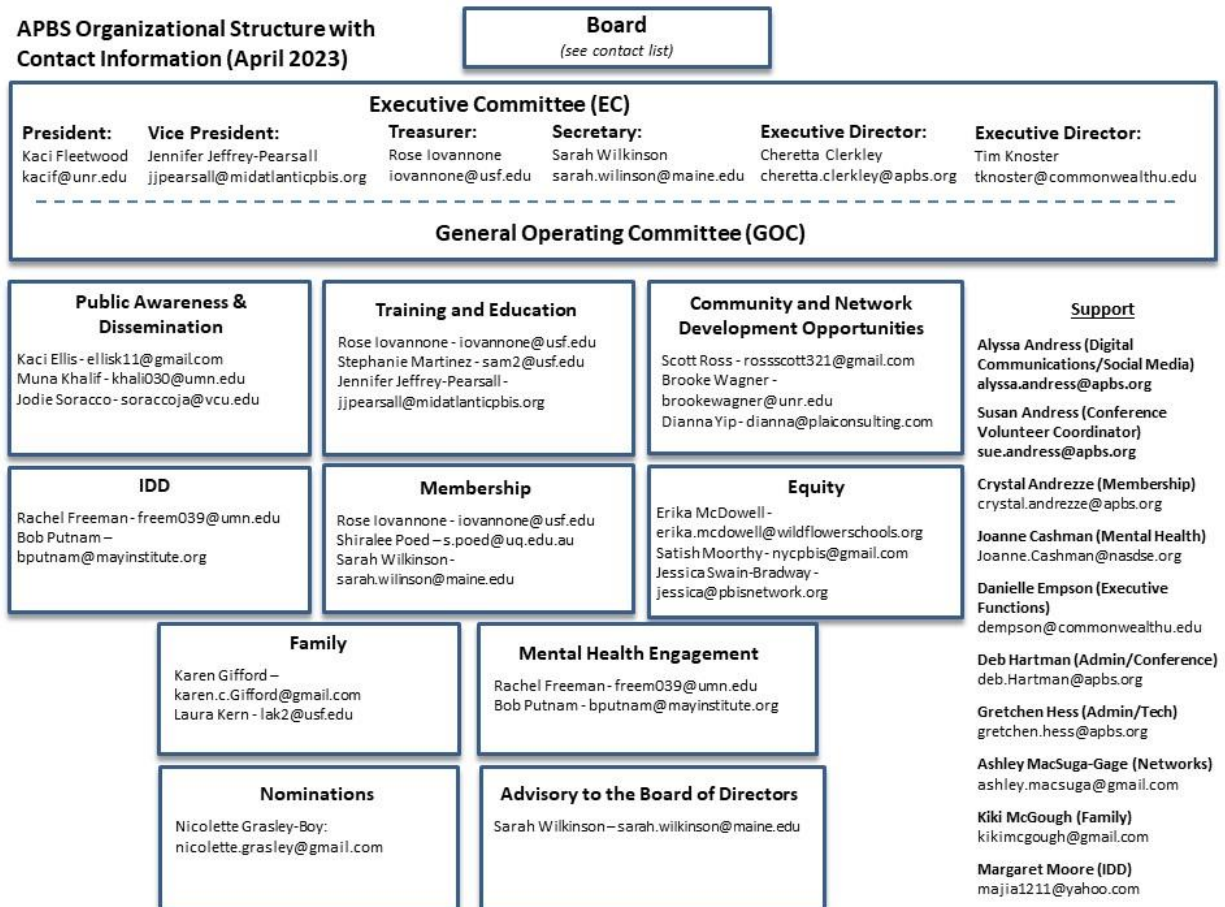 APBS Organizational Structure with
Contact Information (April 2023)
Board
(see contact list)
Executive Committee (EC)
President:
Kaci Fleetwood
kacif@unr.edu
Vice President:
Jennifer Jeffrey-Pearsall
jjpearsall@midatlanticpbis.org
Treasurer:
Rose Iovannone
iovannone@usf.edu
Secretary:
Sarah Wilkinson
sarah.wilinson@maine.edu
Executive Director:
Cheretta Clerkley
cheretta.clerkley@apbs.org
Executive Director:
Tim Knoster
tknoster@commonwealthu.edu
General Operating Committee (GOC)
Public Awareness &
Dissemination
Kaci Ellis - ellisk11@gmail.com
Muna Khalif - khali030@umn.edu
Jodie Soracco - soraccoja@vcu.edu
Training and Education
Rose Iovannone - iovannone@usf.edu
Stephanie Martinez - sam2@usf.edu
Jennifer Jeffrey-Pearsall -
jjpearsall@midatlanticpbis.org
Community and Network
Development Opportunities
Scott Ross - rossscott321@gmail.com
Brooke Wagner -
brookewagner@unr.edu
Dianna Yip - dianna@plaiconsulting.com
IDD
Rachel Freeman - freem039@umn.edu
Bob Putnam –
bputnam@mayinstitute.org
Membership
Rose Iovannone - iovannone@usf.edu
Shiralee Poed – s.poed@uq.edu.au
Sarah Wilkinson -
sarah.wilinson@maine.edu
Equity
Erika McDowell -
erika.mcdowell@wildflowerschools.org
Satish Moorthy - nycpbis@gmail.com
Jessica Swain-Bradway -
jessica@pbisnetwork.org
Family
Karen Gifford –
karen.c.Gifford@gmail.com
Laura Kern - lak2@usf.edu
Mental Health Engagement
Rachel Freeman - freem039@umn.edu
Bob Putnam - bputnam@mayinstitute.org
Nominations
Nicolette Grasley-Boy:
nicolette.grasley@gmail.com
Advisory to the Board of Directors
Sarah Wilkinson – sarah.wilkinson@maine.edu
Support
Alyssa Andress (Digital
Communications/Social Media)
alyssa.andress@apbs.org
Susan Andress (Conference
Volunteer Coordinator)
sue.andress@apbs.org
Crystal Andrezze (Membership)
crystal.andrezze@apbs.org
Joanne Cashman (Mental Health)
Joanne.Cashman@nasdse.org
Danielle Empson (Executive
Functions)
dempson@commonwealthu.edu
Deb Hartman (Admin/Conference)
deb.Hartman@apbs.org
Gretchen Hess (Admin/Tech)
gretchen.hess@apbs.org
Ashley MacSuga-Gage (Networks)
ashley.macsuga@gmail.com
Kiki McGough (Family)
kikimcgough@gmail.com
Margaret Moore (IDD)
majia1211@yahoo.com